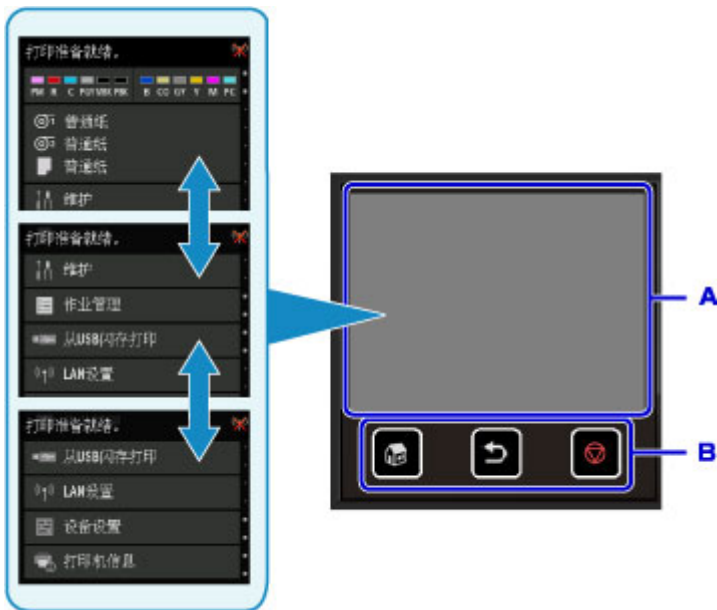 打印准备就绪。
PM R C PGY MBK PBK B CO GY Y M PC
普通纸
普通纸
普通纸
维护
打印准备就绪。
维护
作业管理
从USB闪存打印
LAN设置
打印准备就绪。
从USB闪存打印
LAN设置
设备设置
打印机信息
A
B